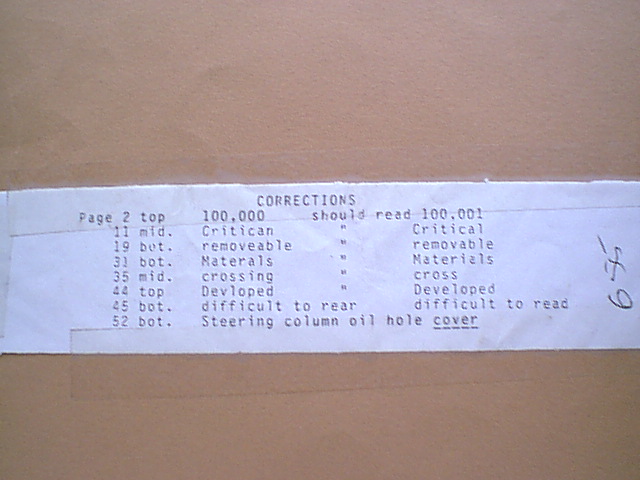 CORRECTIONS
Page 2 top 100,000 should read 100,001
11 mid. Critican " Critical
19 bot. removeable " removable
31 bot. Materals " Materials
35 mid. crossing " cross
44 top Devloped " Developed
45 bot. difficult to rear difficult to read
52 bot. Steering column oil hole cover